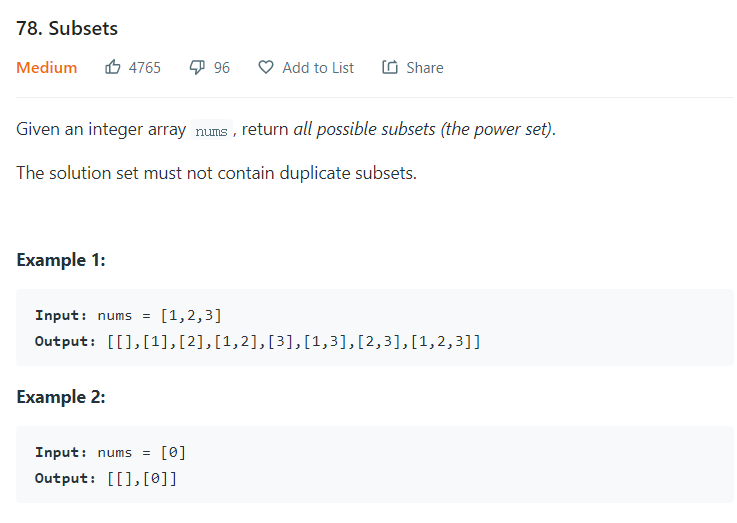 78. Subsets
Medium 4765 96 Add to List Share
Given an integer array nums , return all possible subsets (the power set).
The solution set must not contain duplicate subsets.
Example 1:
Input: nums = [1,2,3]
Output: [[],[1],[2],[1,2],[3],[1,3],[2,3],[1,2,3]]
Example 2:
Input: nums = [0]
Output: [[],[0]]